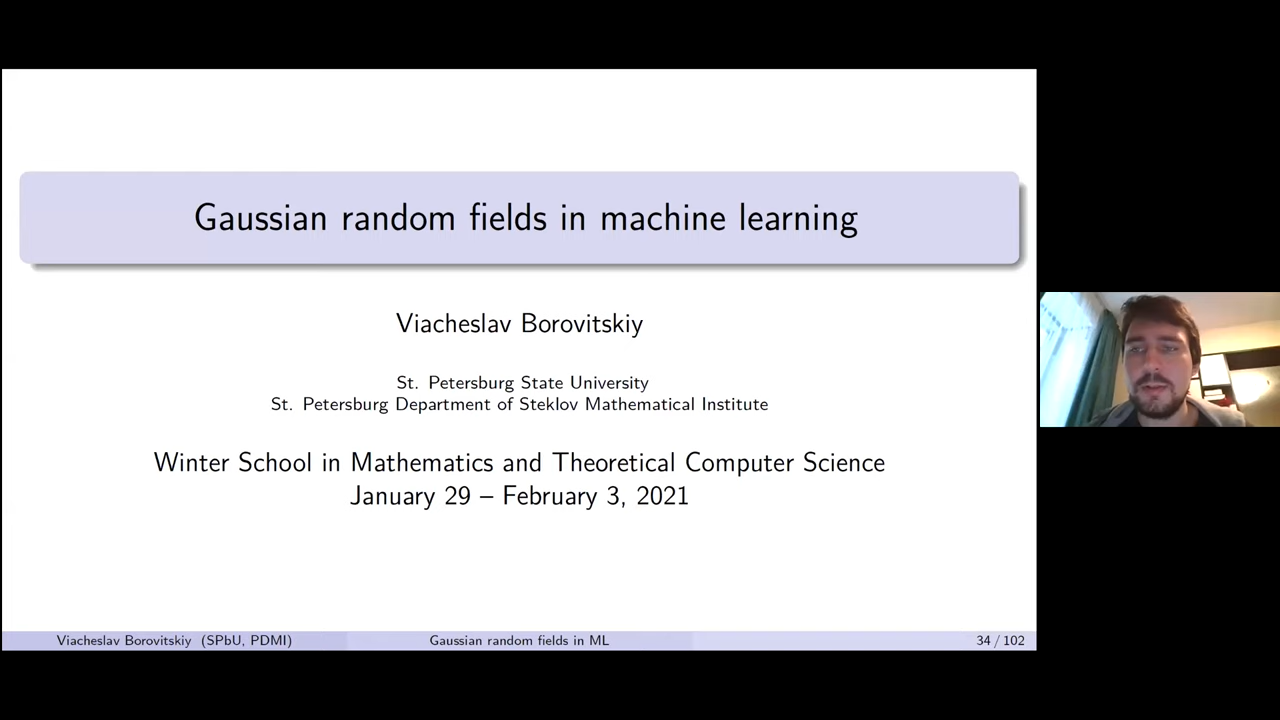 Gaussian random fields in machine learning
Viacheslav Borovitskiy
St. Petersburg State University
St. Petersburg Department of Steklov Mathematical Institute
Winter School in Mathematics and Theoretical Computer Science
January 29 – February 3, 2021
Viacheslav Borovitskiy (SPbU, PDMI)
Gaussian random fields in ML
34 / 102